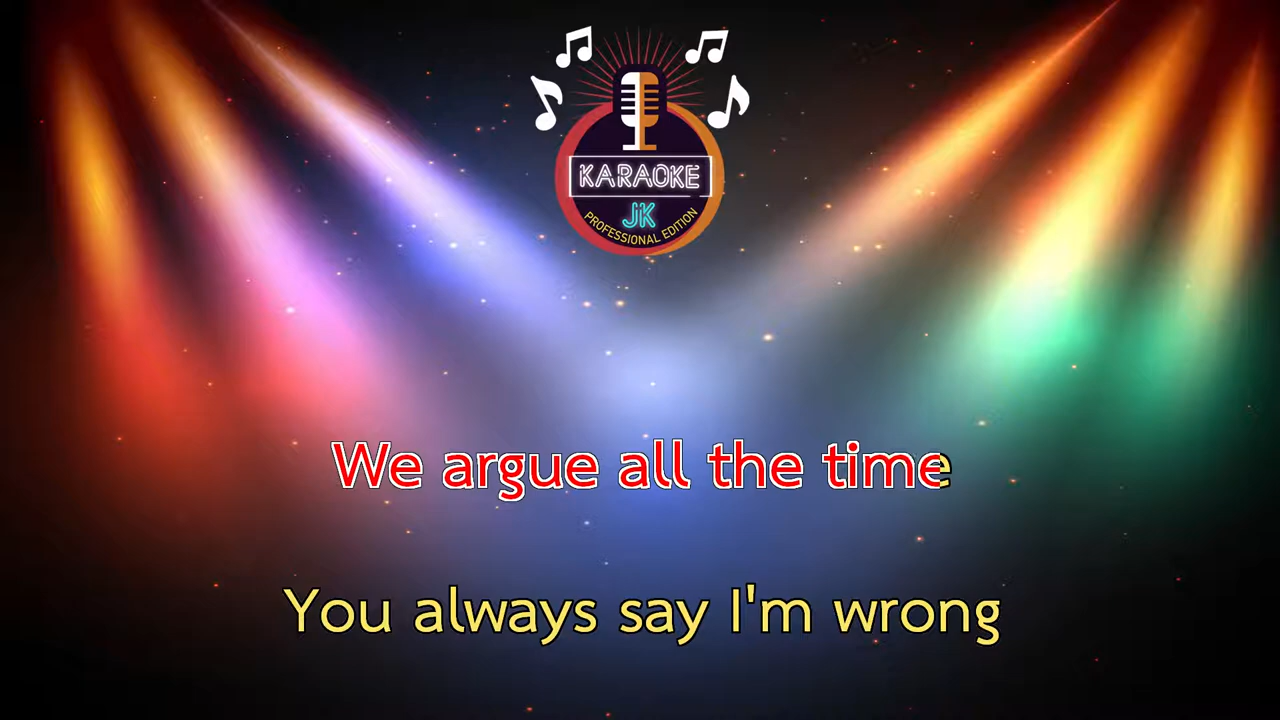 KARAOKE
JK
PROFESSIONAL EDITION
We argue all the time
You always say I'm wrong